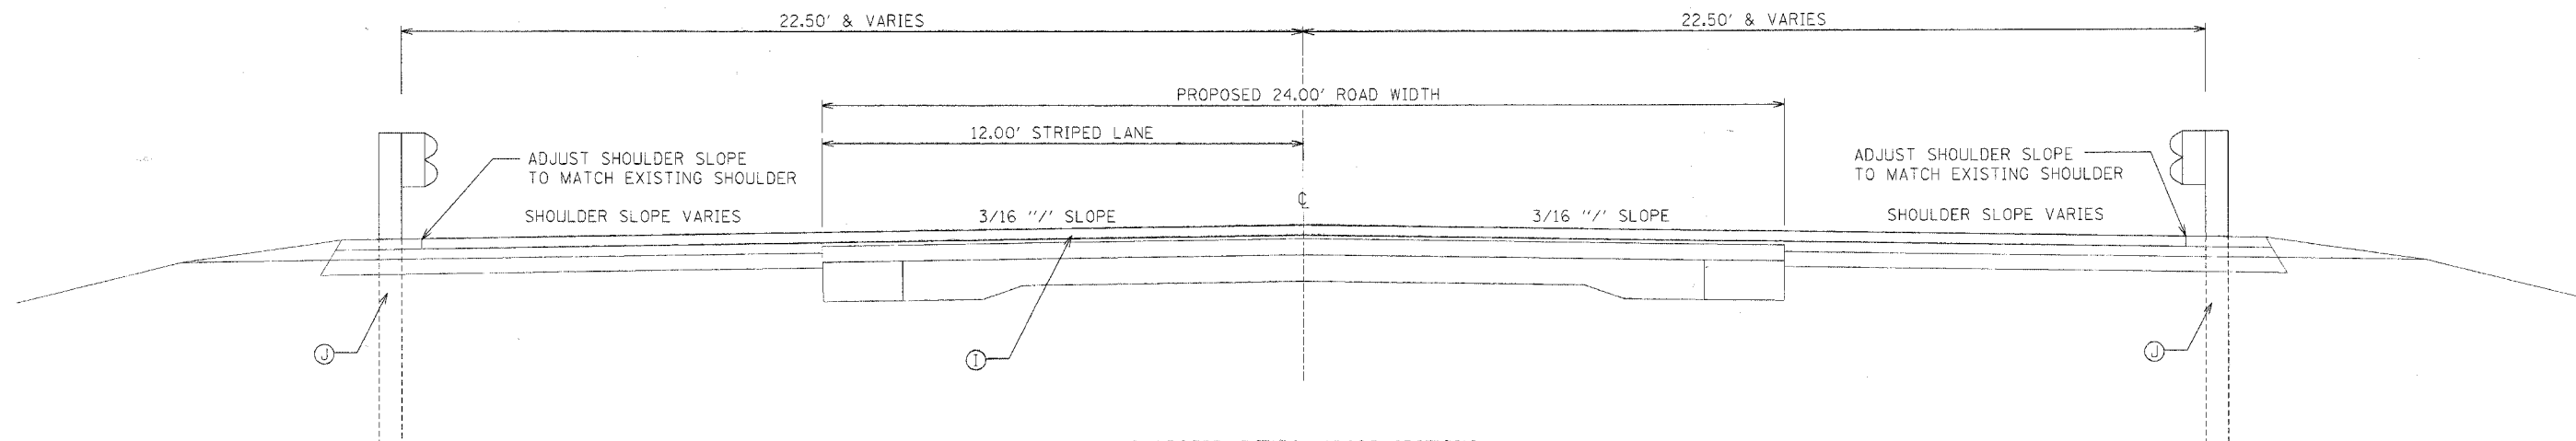 22.50' & VARIES
22.50' & VARIES
PROPOSED 24.00' ROAD WIDTH
12.00' STRIPED LANE
ADJUST SHOULDER SLOPE
TO MATCH EXISTING SHOULDER
ADJUST SHOULDER SLOPE
TO MATCH EXISTING SHOULDER
℄
SHOULDER SLOPE VARIES
3/16 "/' SLOPE
3/16 "/' SLOPE
SHOULDER SLOPE VARIES
J
I
J